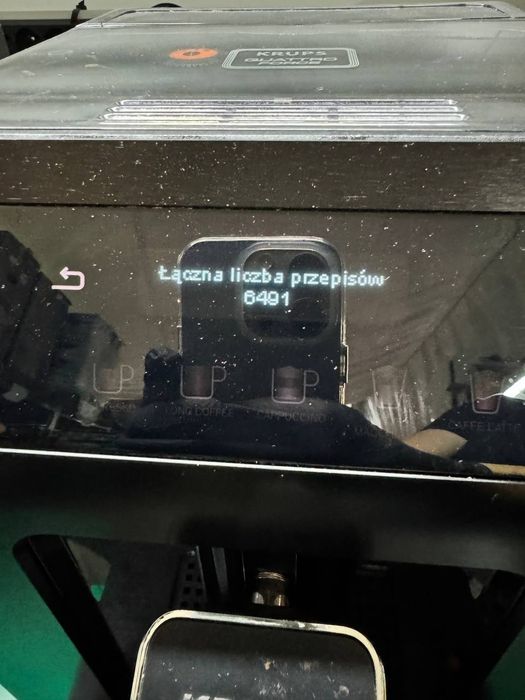 KRUPS
QUATTRO
FORCE
Łączna liczba przepisów
6491
LONG COFFEE
CAPPUCCINO
CAFFE LATTE